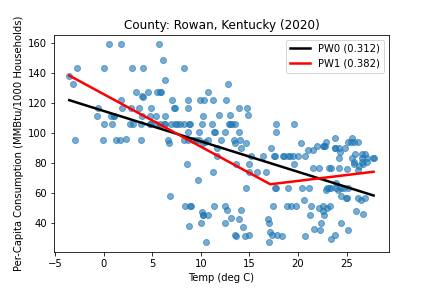 County: Rowan, Kentucky (2020)
Per-Capita Consumption (MMBtu/1000 Households)
160
140
120
100
80
60
40
PW0 (0.312)
PW1 (0.382)
−5 0 5 10 15 20 25
Temp (deg C)